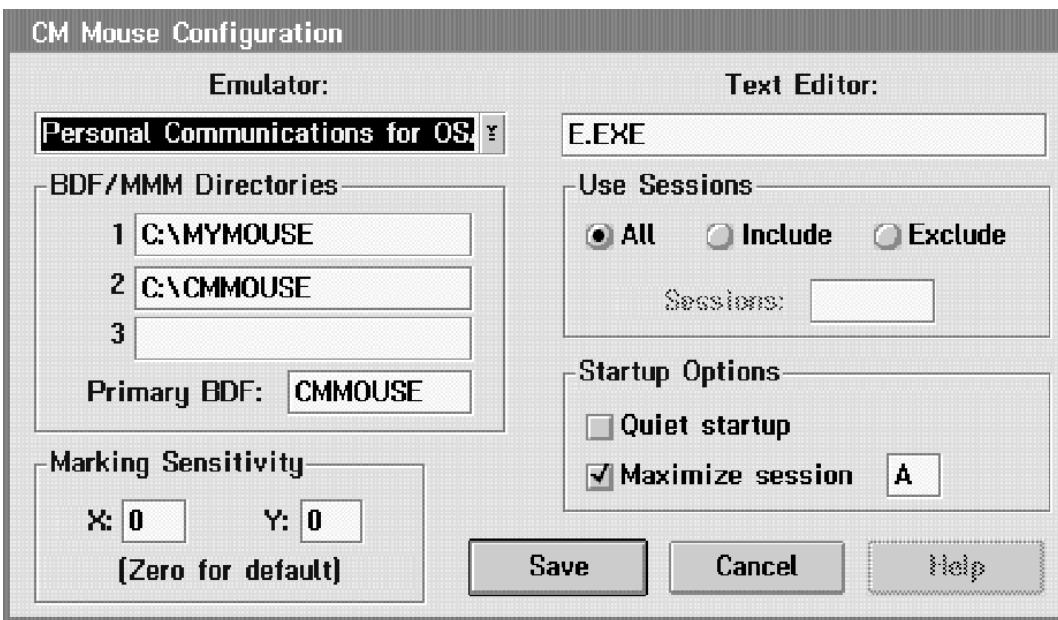 CM Mouse Configuration
Emulator:
Personal Communications for OS/
BDF/MMM Directories
1 C:\MYMOUSE
2 C:\CMMOUSE
3
Primary BDF: CMMOUSE
Marking Sensitivity
X: 0 Y: 0
(Zero for default)
Text Editor:
E.EXE
Use Sessions
All Include Exclude
Sessions:
Startup Options
Quiet startup
Maximize session A
Save Cancel Help